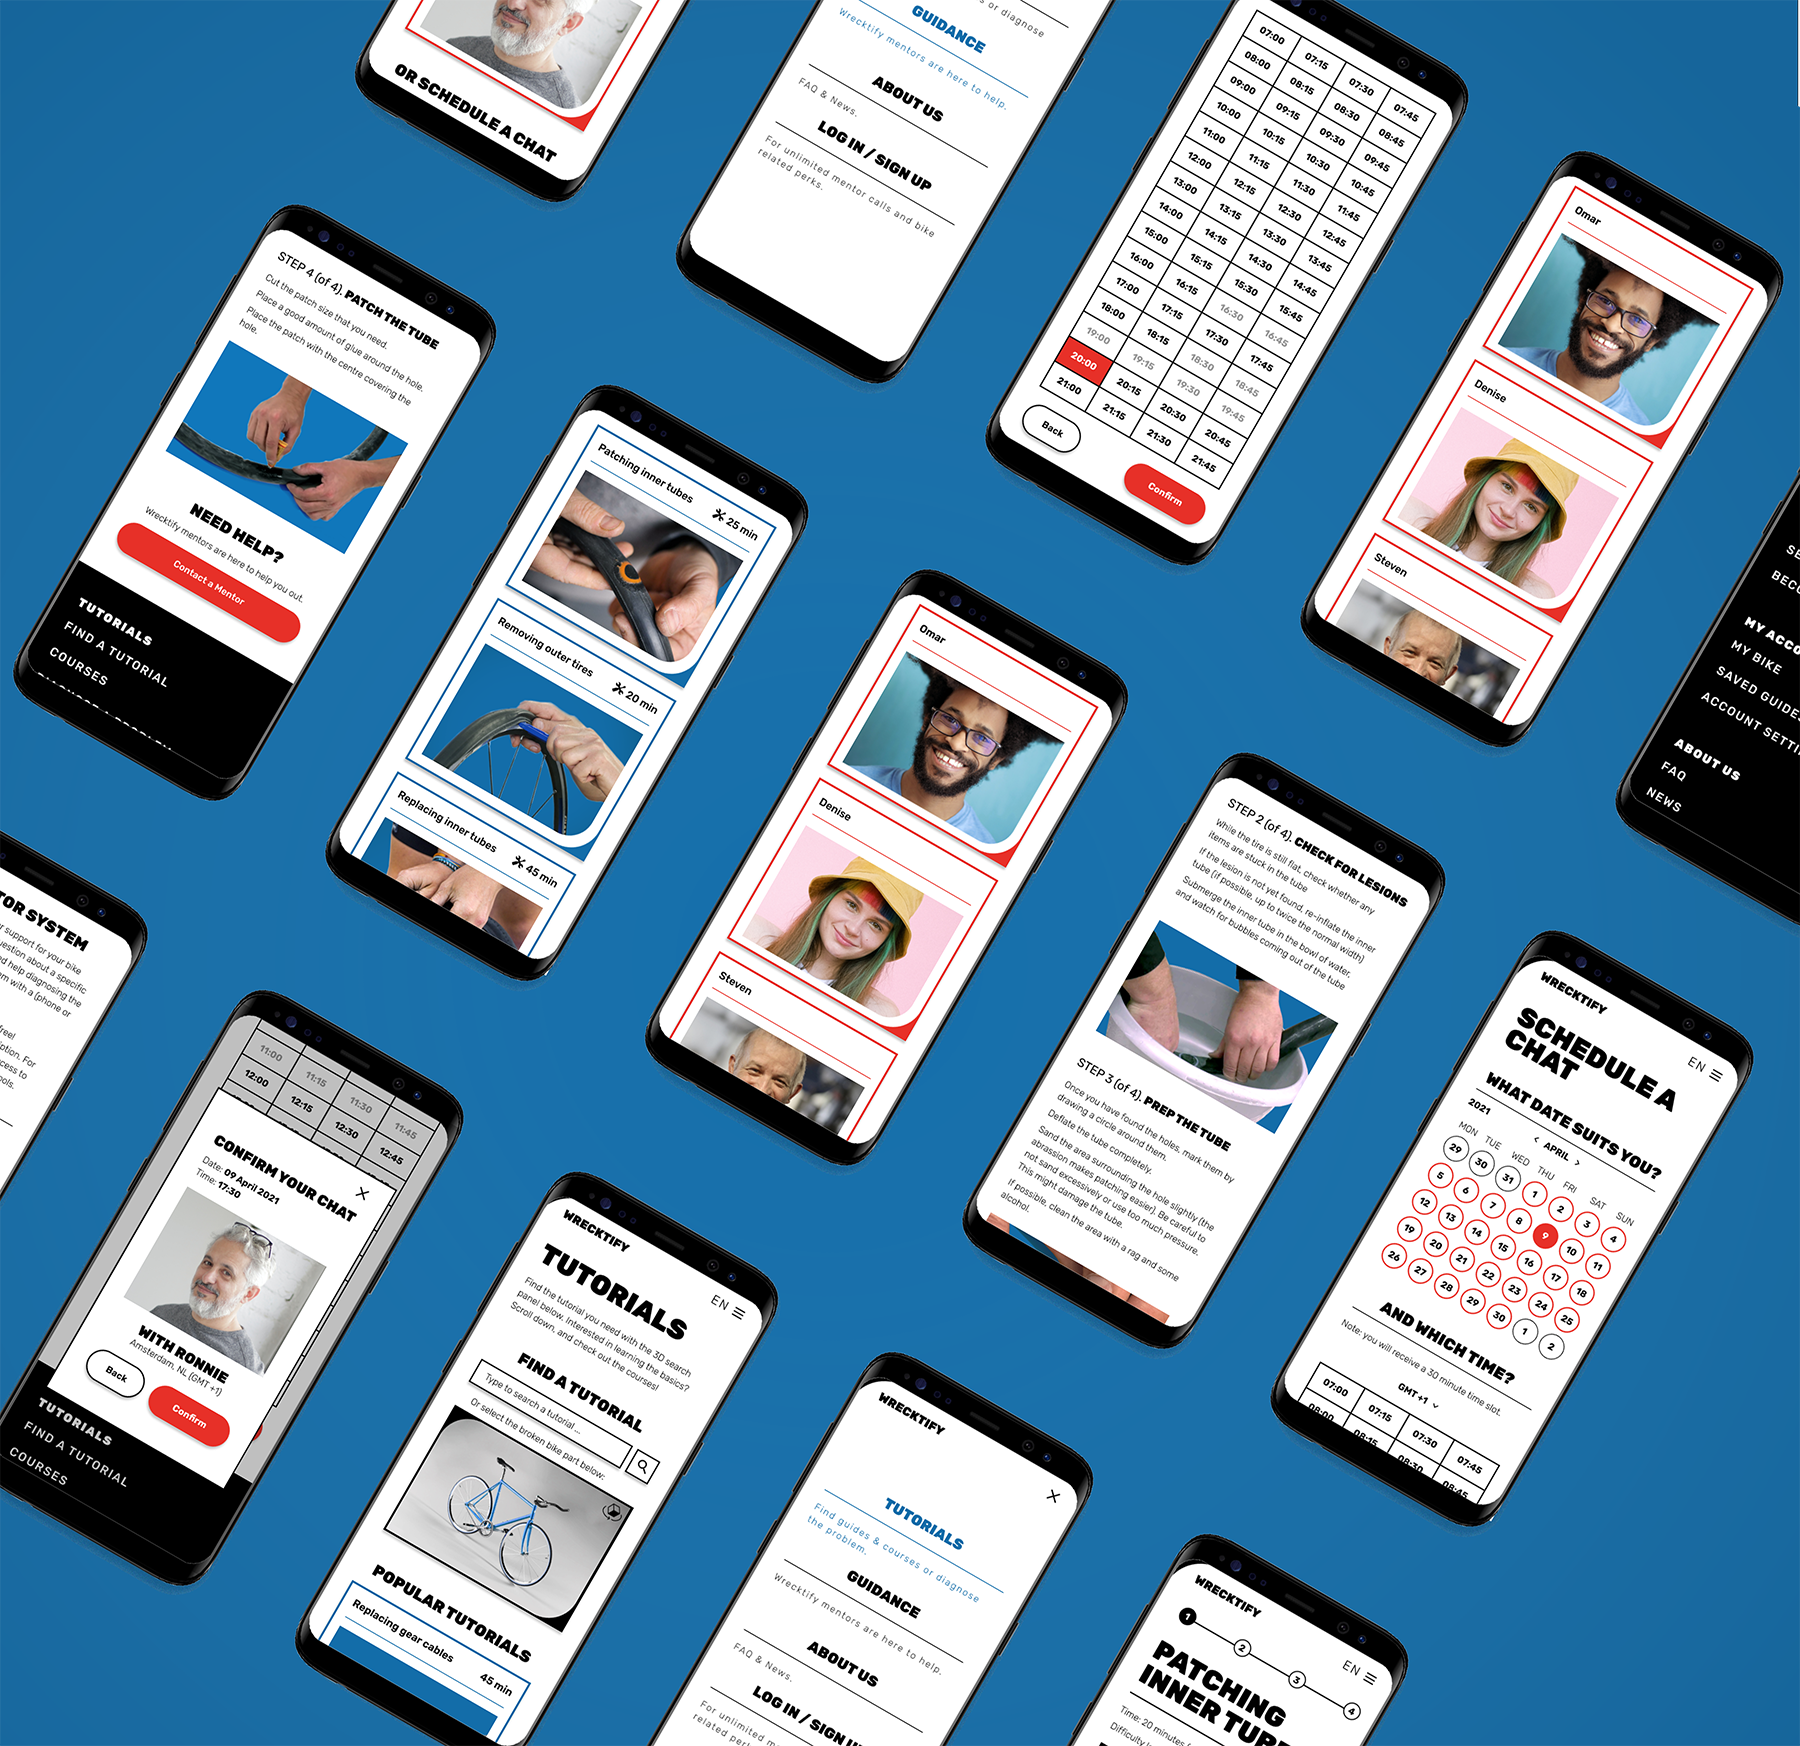 OR SCHEDULE A CHAT
s or diagnose
GUIDANCE
Wrecktify mentors are here to help.
ABOUT US
FAQ & News.
LOG IN / SIGN UP
For unlimited mentor calls and bike
related perks.
07:00 07:15 07:30 07:45
08:00 08:15 08:30 08:45
09:00 09:15 09:30 09:45
10:00 10:15 10:30 10:45
11:00 11:15 11:30 11:45
12:00 12:15 12:30 12:45
13:00 13:15 13:30 13:45
14:00 14:15 14:30 14:45
15:00 15:15 15:30 15:45
16:00 16:15 16:30 16:45
17:00 17:15 17:30 17:45
18:00 18:15 18:30 18:45
19:00 19:15 19:30 19:45
20:00 20:15 20:30 20:45
21:00 21:15 21:30 21:45
Back
Confirm
Omar
Denise
Steven
STEP 4 (of 4). PATCH THE TUBE
Cut the patch size that you need.
Place a good amount of glue around the hole.
Place the patch with the centre covering the
hole.
NEED HELP?
Wrecktify mentors are here to help you out.
Contact a Mentor
TUTORIALS
FIND A TUTORIAL
COURSES
Patching inner tubes
25 min
Removing outer tires
20 min
Replacing inner tubes
45 min
Omar
Denise
Steven
STEP 2 (of 4). CHECK FOR LESIONS
While the tire is still flat, check whether any
items are stuck in the tube
If the lesion is not yet found, re-inflate the inner
tube (if possible, up to twice the normal width)
Submerge the inner tube in the bowl of water,
and watch for bubbles coming out of the tube
STEP 3 (of 4). PREP THE TUBE
Once you have found the holes, mark them by
drawing a circle around them.
Deflate the tube completely.
Sand the area surrounding the hole slightly (the
abrassion makes patching easier). Be careful to
not sand excessively or use too much pressure.
This might damage the tube.
If possible, clean the area with a rag and some
alcohol.
SE
BECO
MY ACCO
MY BIKE
SAVED GUIDE
ACCOUNT SETTI
ABOUT US
FAQ
NEWS
WRECKTIFY
EN
SCHEDULE A
CHAT
WHAT DATE SUITS YOU?
2021
< APRIL >
MON TUE WED THU FRI SAT SUN
29 30 31 1 2 3 4
5 6 7 8 9 10 11
12 13 14 15 16 17 18
19 20 21 22 23 24 25
26 27 28 29 30 1 2
AND WHICH TIME?
Note: you will receive a 30 minute time slot.
GMT +1
07:00 07:15 07:30 07:45
08:00 08:15 08:30 08:45
TOR SYSTEM
r support for your bike
uestion about a specific
ed help diagnosing the
m with a (phone or
free!
iption. For
ccess to
ools.
11:00 11:15 11:30 11:45
12:00 12:15 12:30 12:45
CONFIRM YOUR CHAT
Date: 09 April 2021
Time: 17:30
WITH RONNIE
Amsterdam, NL (GMT +1)
Back
Confirm
TUTORIALS
FIND A TUTORIAL
COURSES
WRECKTIFY
EN
TUTORIALS
Find the tutorial you need with the 3D search
panel below. Interested in learning the basics?
Scroll down, and check out the courses!
FIND A TUTORIAL
Type to search a tutorial ...
Or select the broken bike part below:
POPULAR TUTORIALS
Replacing gear cables
45 min
WRECKTIFY
TUTORIALS
Find guides & courses or diagnose
the problem.
GUIDANCE
Wrecktify mentors are here to help.
ABOUT US
FAQ & News.
LOG IN / SIGN U
For unlimited m
related per
WRECKTIFY
EN
1
2
3
4
PATCHING
INNER TUBE
Time: 20 minutes
Difficulty